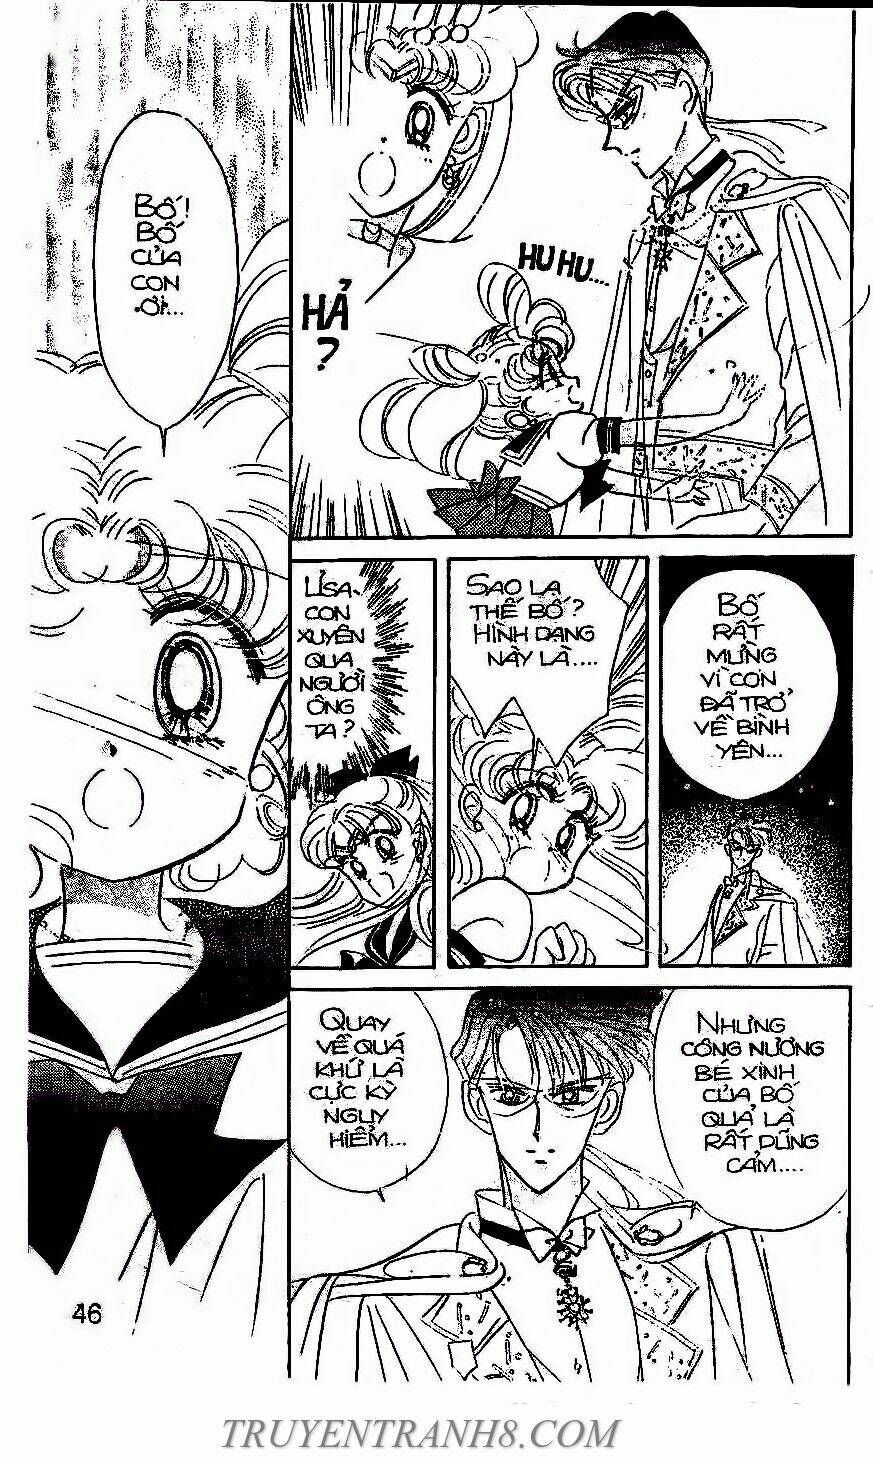 BỐ!
BỐ
CỦA
CON
ƠI...
HU HU....
HẢ
?
BỐ
RẤT
MỪNG
VÌ CON
ĐÃ TRỞ
VỀ BÌNH
YÊN...
SAO LẠ
THẾ BỐ?
HÌNH DẠNG
NÀY LÀ....
LISA,
CON
XUYÊN
QUA
NGƯỜI
ÔNG
TA?
NHƯNG
CÔNG NƯƠNG
BÉ XINH
CỦA BỐ
QUẢ LÀ
RẤT DŨNG
CẢM....
QUAY
VỀ QUÁ
KHỨ LÀ
CỰC KỲ
NGUY
HIỂM...
46
TRUYENTRANH8.COM